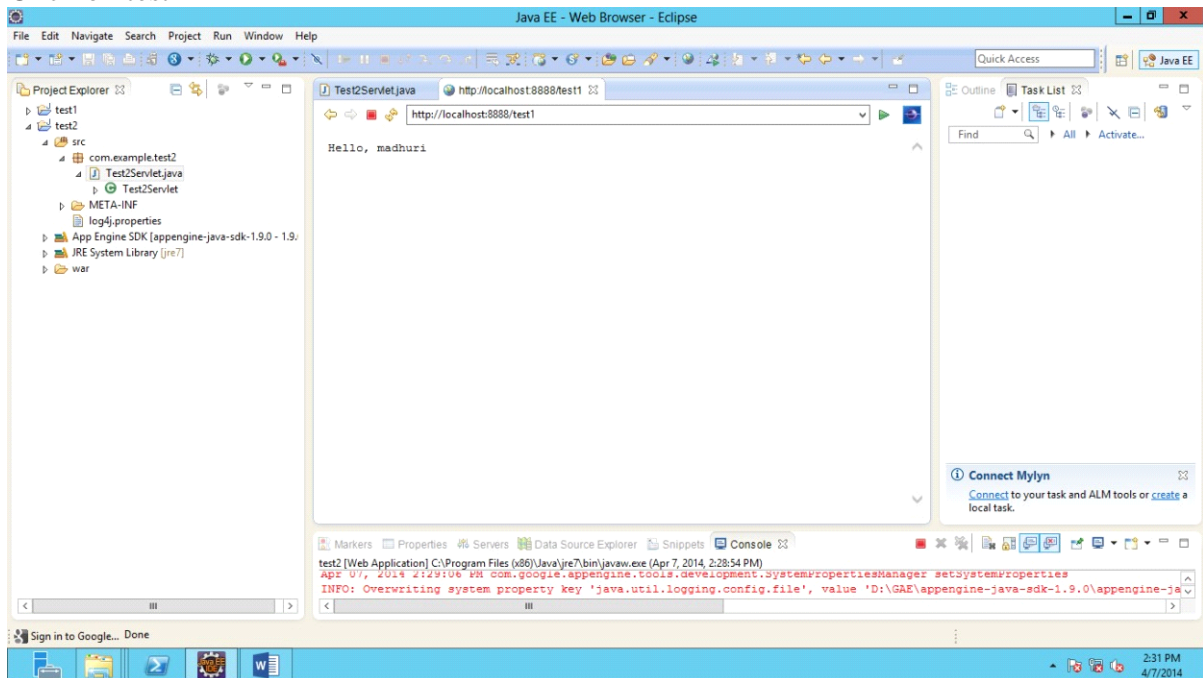 Java EE - Web Browser - Eclipse
File Edit Navigate Search Project Run Window Help
Quick Access
Java EE
Project Explorer
test1
test2
src
com.example.test2
Test2Servlet.java
Test2Servlet
META-INF
log4j.properties
App Engine SDK [appengine-java-sdk-1.9.0 - 1.9.
JRE System Library [jre7]
war
Test2Servlet.java
http://localhost:8888/test1
http://localhost:8888/test1
Hello, madhuri
Outline
Task List
Find
All
Activate...
Connect Mylyn
Connect to your task and ALM tools or create a
local task.
Markers Properties Servers Data Source Explorer Snippets Console
test2 [Web Application] C:\Program Files (x86)\Java\jre7\bin\javaw.exe (Apr 7, 2014, 2:28:54 PM)
Apr 07, 2014 2:29:06 PM com.google.appengine.tools.development.SystemPropertiesManager setSystemProperties
INFO: Overwriting system property key 'java.util.logging.config.file', value 'D:\GAE\appengine-java-sdk-1.9.0\appengine-ja
Sign in to Google... Done
2:31 PM
4/7/2014